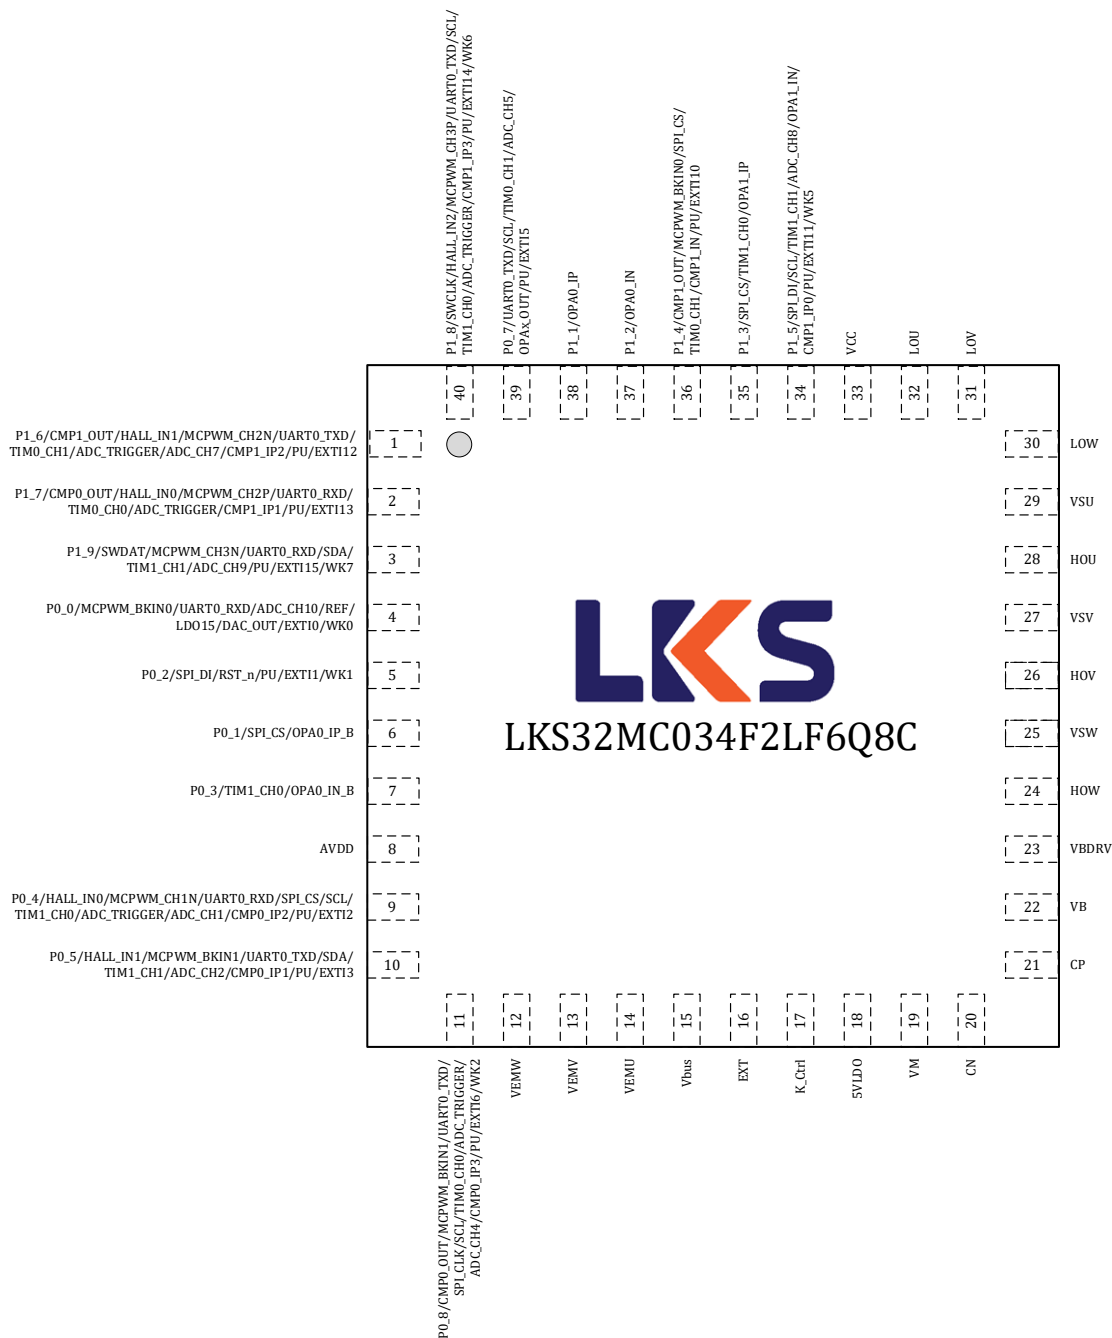 P1_8/SWCLK/HALL_IN2/MCPWM_CH3P/UART0_TXD/SCL/
TIM1_CH0/ADC_TRIGGER/CMP1_IP3/PU/EXTI14/WK6
P0_7/UART0_TXD/SCL/TIM0_CH1/ADC_CH5/
OPAx_OUT/PU/EXTI5
P1_1/OPA0_IP
P1_2/OPA0_IN
P1_4/CMP1_OUT/MCPWM_BKIN0/SPI_CS/
TIM0_CH1/CMP1_IN/PU/EXTI10
P1_3/SPI_CS/TIM1_CH0/OPA1_IP
P1_5/SPI_DI/SCL/TIM1_CH1/ADC_CH8/OPA1_IN/
CMP1_IP0/PU/EXTI11/WK5
VCC
LOU
LOV
40
39
38
37
36
35
34
33
32
31
P1_6/CMP1_OUT/HALL_IN1/MCPWM_CH2N/UART0_TXD/
TIM0_CH1/ADC_TRIGGER/ADC_CH7/CMP1_IP2/PU/EXTI12
1
P1_7/CMP0_OUT/HALL_IN0/MCPWM_CH2P/UART0_RXD/
TIM0_CH0/ADC_TRIGGER/CMP1_IP1/PU/EXTI13
2
P1_9/SWDAT/MCPWM_CH3N/UART0_RXD/SDA/
TIM1_CH1/ADC_CH9/PU/EXTI15/WK7
3
P0_0/MCPWM_BKIN0/UART0_RXD/ADC_CH10/REF/
LDO15/DAC_OUT/EXTI0/WK0
4
P0_2/SPI_DI/RST_n/PU/EXTI1/WK1
5
P0_1/SPI_CS/OPA0_IP_B
6
P0_3/TIM1_CH0/OPA0_IN_B
7
AVDD
8
P0_4/HALL_IN0/MCPWM_CH1N/UART0_RXD/SPI_CS/SCL/
TIM1_CH0/ADC_TRIGGER/ADC_CH1/CMP0_IP2/PU/EXTI2
9
P0_5/HALL_IN1/MCPWM_BKIN1/UART0_TXD/SDA/
TIM1_CH1/ADC_CH2/CMP0_IP1/PU/EXTI3
10
LKS
LKS32MC034F2LF6Q8C
30 LOW
29 VSU
28 HOU
27 VSV
26 HOV
25 VSW
24 HOW
23 VBDRV
22 VB
21 CP
11
12
13
14
15
16
17
18
19
20
P0_8/CMP0_OUT/MCPWM_BKIN1/UART0_TXD/
SPI_CLK/SCL/TIM0_CH0/ADC_TRIGGER/
ADC_CH4/CMP0_IP3/PU/EXTI6/WK2
VEMW
VEMV
VEMU
Vbus
EXT
K_Ctrl
5VLDO
VM
CN